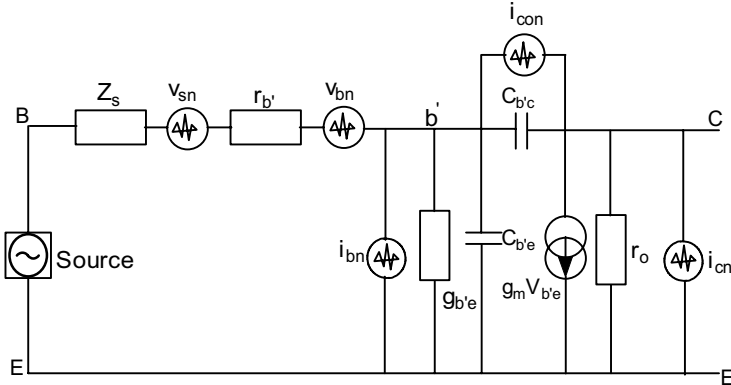 i_con
Z_s
v_sn
r_b'
v_bn
B
b'
C_b'c
C
Source
i_bn
g_b'e
C_b'e
g_mV_b'e
r_o
i_cn
E
E